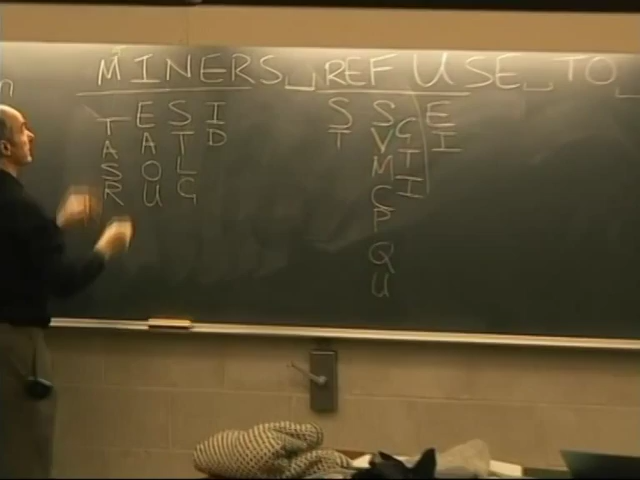 n MINERS␣REFUSE␣TO␣
T E S I S S E
A A T D T V G I
S O L M T
R U G C I
P
Q
U